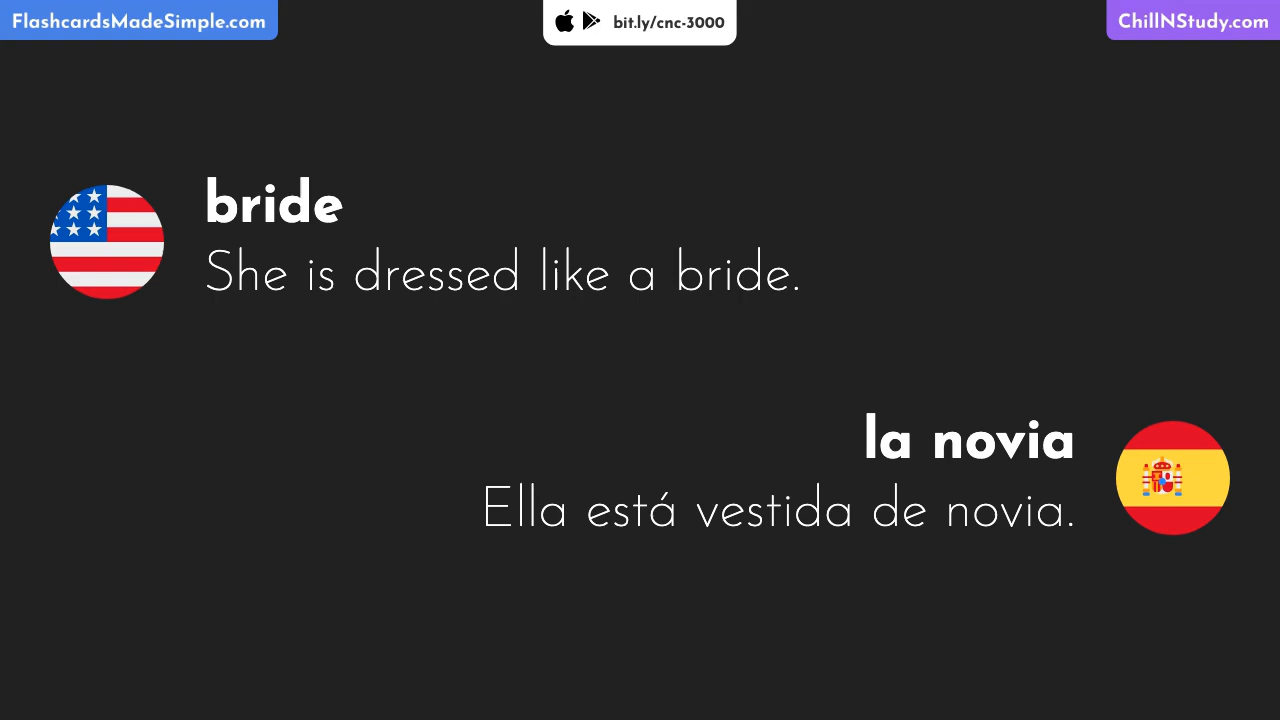 FlashcardsMadeSimple.com
bit.ly/cnc-3000
ChillNStudy.com
bride
She is dressed like a bride.
la novia
Ella está vestida de novia.